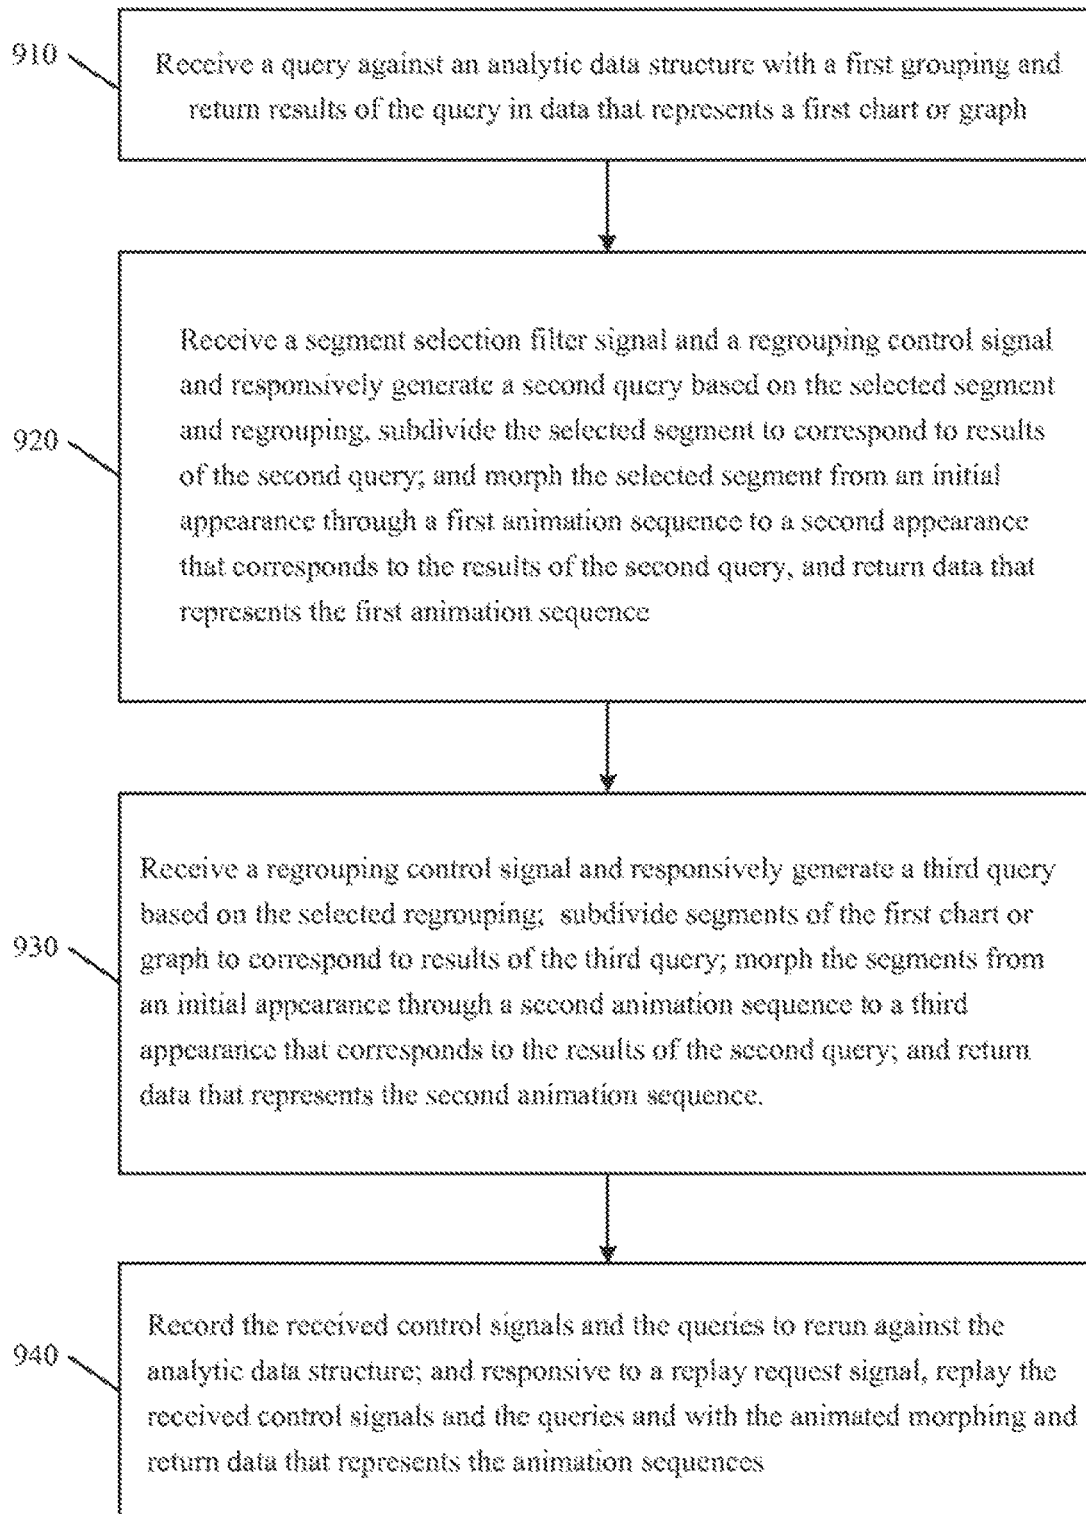 910
Receive a query against an analytic data structure with a first grouping and
return results of the query in data that represents a first chart or graph
920
Receive a segment selection filter signal and a regrouping control signal
and responsively generate a second query based on the selected segment
and regrouping, subdivide the selected segment to correspond to results
of the second query; and morph the selected segment from an initial
appearance through a first animation sequence to a second appearance
that corresponds to the results of the second query, and return data that
represents the first animation sequence
930
Receive a regrouping control signal and responsively generate a third query
based on the selected regrouping; subdivide segments of the first chart or
graph to correspond to results of the third query; morph the segments from
an initial appearance through a second animation sequence to a third
appearance that corresponds to the results of the second query; and return
data that represents the second animation sequence.
940
Record the received control signals and the queries to rerun against the
analytic data structure; and responsive to a replay request signal, replay the
received control signals and the queries and with the animated morphing and
return data that represents the animation sequences